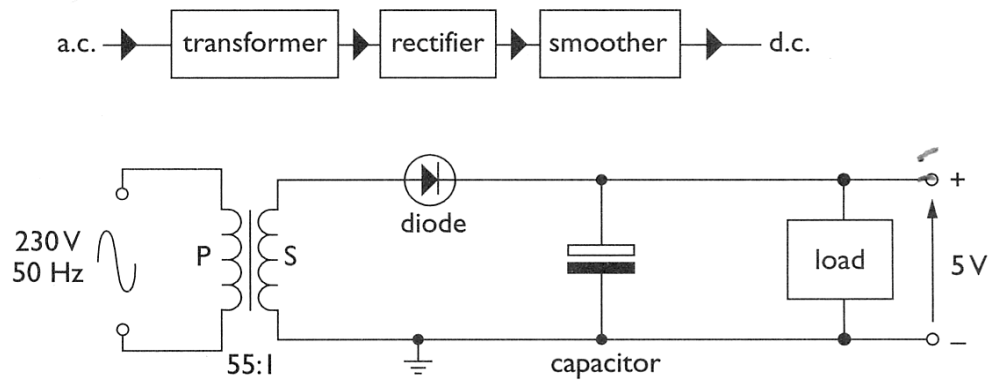 a.c. transformer rectifier smoother d.c.
+
diode
230 V
50 Hz
P S load 5 V
55:1 capacitor
–